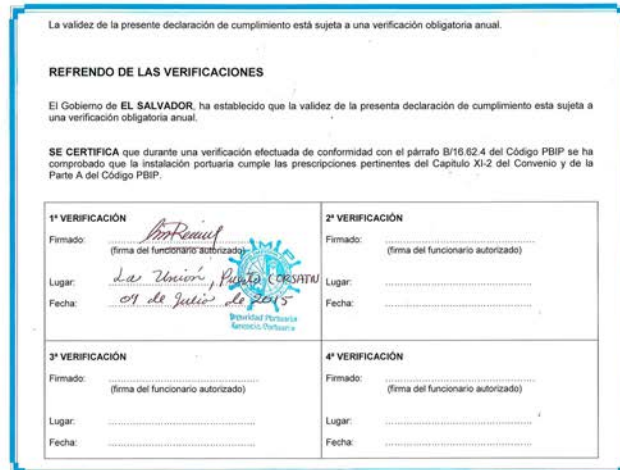 La validez de la presente declaración de cumplimiento está sujeta a una verificación obligatoria anual.
REFRENDO DE LAS VERIFICACIONES
El Gobierno de EL SALVADOR, ha establecido que la validez de la presenta declaración de cumplimiento esta sujeta a
una verificación obligatoria anual.
SE CERTIFICA que durante una verificación efectuada de conformidad con el párrafo B/16.62.4 del Código PBIP se ha
comprobado que la instalación portuaria cumple las prescripciones pertinentes del Capítulo XI-2 del Convenio y de la
Parte A del Código PBIP.
1ª VERIFICACIÓN
Firmado:
(firma del funcionario autorizado)
Lugar: La Unión, Puerto CORSAIN
Fecha: 01 de Julio de 2015
Seguridad Portuaria
Gerencia Portuaria
2ª VERIFICACIÓN
Firmado:
(firma del funcionario autorizado)
Lugar:
Fecha:
3ª VERIFICACIÓN
Firmado:
(firma del funcionario autorizado)
Lugar:
Fecha:
4ª VERIFICACIÓN
Firmado:
(firma del funcionario autorizado)
Lugar:
Fecha: